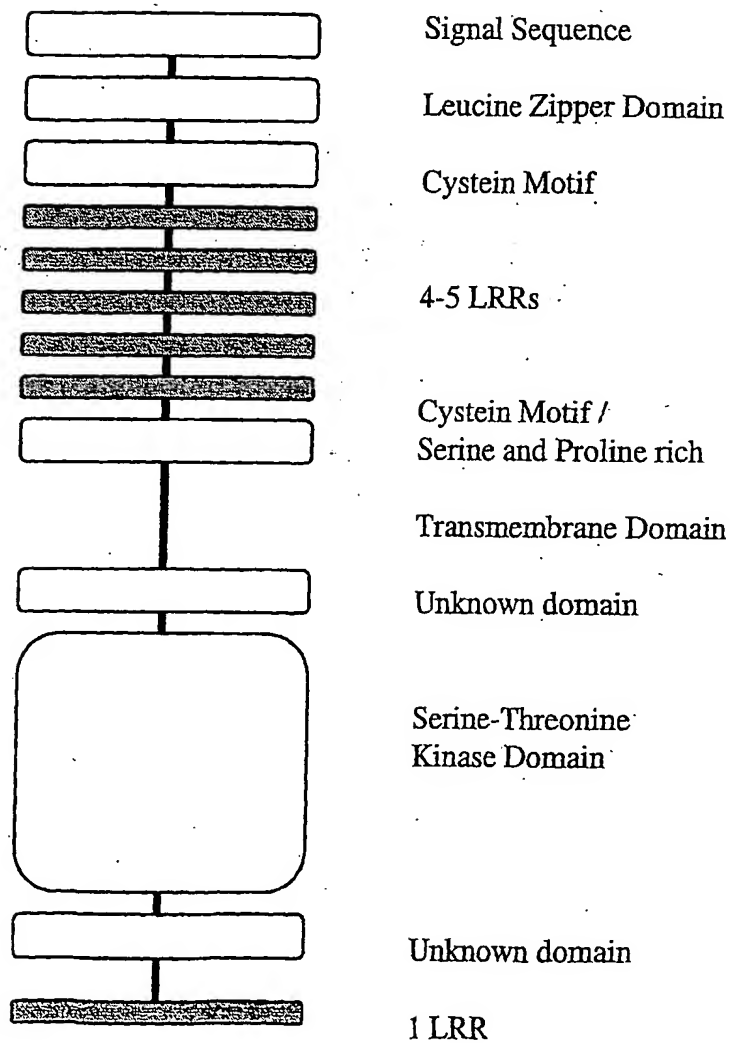 Signal Sequence
Leucine Zipper Domain
Cystein Motif
4-5 LRRs
Cystein Motif /
Serine and Proline rich
Transmembrane Domain
Unknown domain
Serine-Threonine
Kinase Domain
Unknown domain
1 LRR